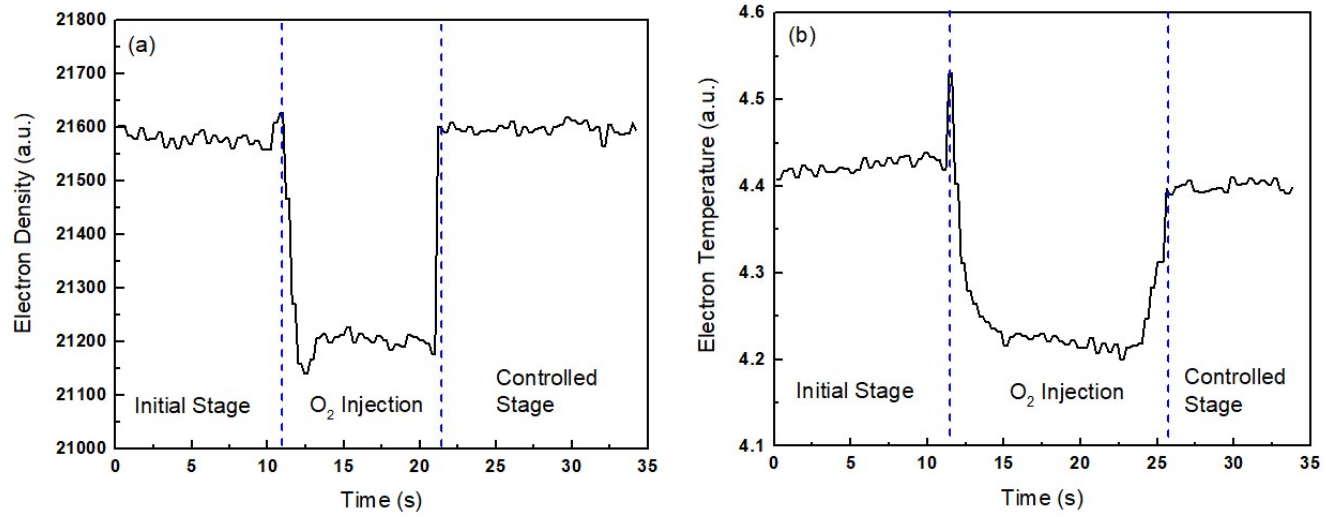 (a)
Electron Density (a.u.)
21800
21700
21600
21500
21400
21300
21200
21100
21000
Initial Stage
O₂ Injection
Controlled
Stage
0 5 10 15 20 25 30 35
Time (s)
(b)
Electron Temperature (a.u.)
4.6
4.5
4.4
4.3
4.2
4.1
Initial Stage
O₂ Injection
Controlled
Stage
0 5 10 15 20 25 30 35
Time (s)